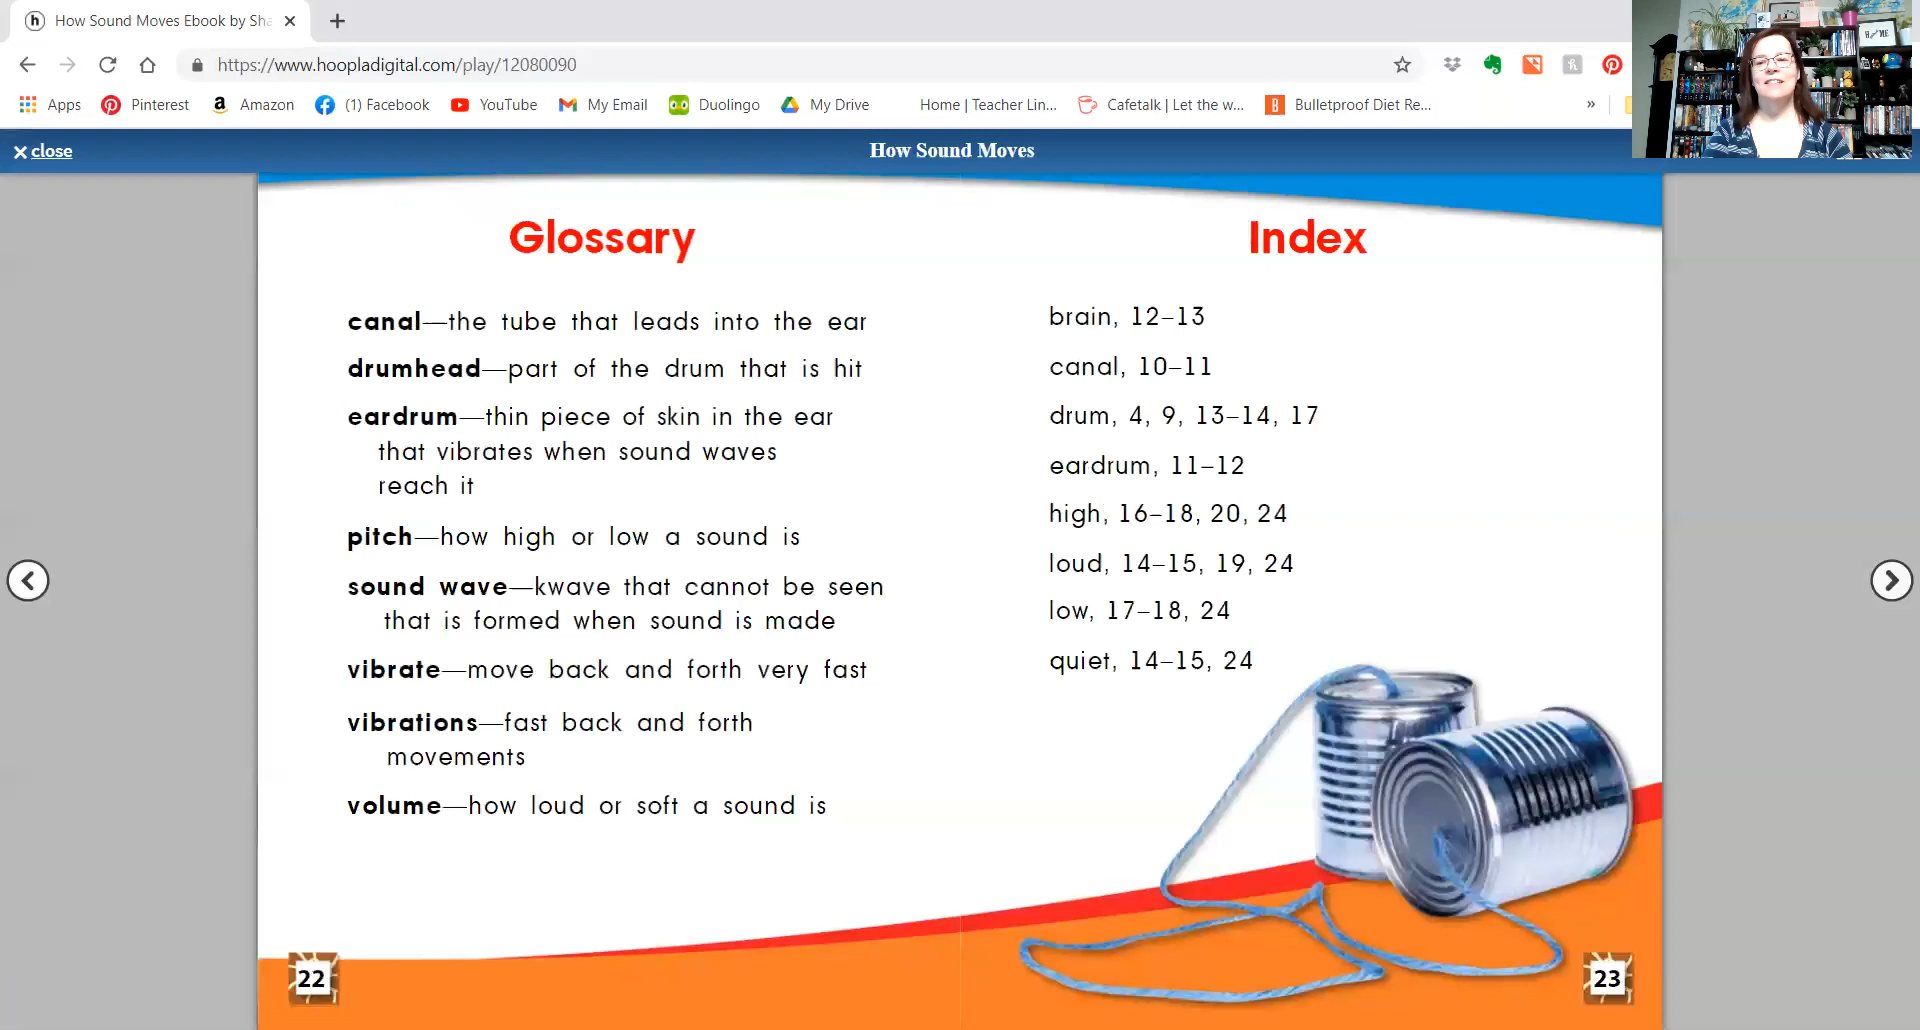 How Sound Moves Ebook by Sha
https://www.hoopladigital.com/play/12080090
Apps Pinterest Amazon (1) Facebook YouTube My Email Duolingo My Drive Home | Teacher Lin... Cafetalk | Let the w... Bulletproof Diet Re... »
close
How Sound Moves
Glossary
canal—the tube that leads into the ear
drumhead—part of the drum that is hit
eardrum—thin piece of skin in the ear
that vibrates when sound waves
reach it
pitch—how high or low a sound is
sound wave—kwave that cannot be seen
that is formed when sound is made
vibrate—move back and forth very fast
vibrations—fast back and forth
movements
volume—how loud or soft a sound is
22
Index
brain, 12–13
canal, 10–11
drum, 4, 9, 13–14, 17
eardrum, 11–12
high, 16–18, 20, 24
loud, 14–15, 19, 24
low, 17–18, 24
quiet, 14–15, 24
23